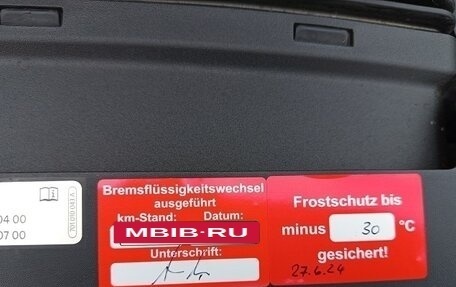 04 00
07 00
Bremsflüssigkeitswechsel
ausgeführt
km-Stand: Datum:
MBIB-RU
Unterschrift:
Frostschutz bis
minus 30 °C
gesichert!
27.6.24